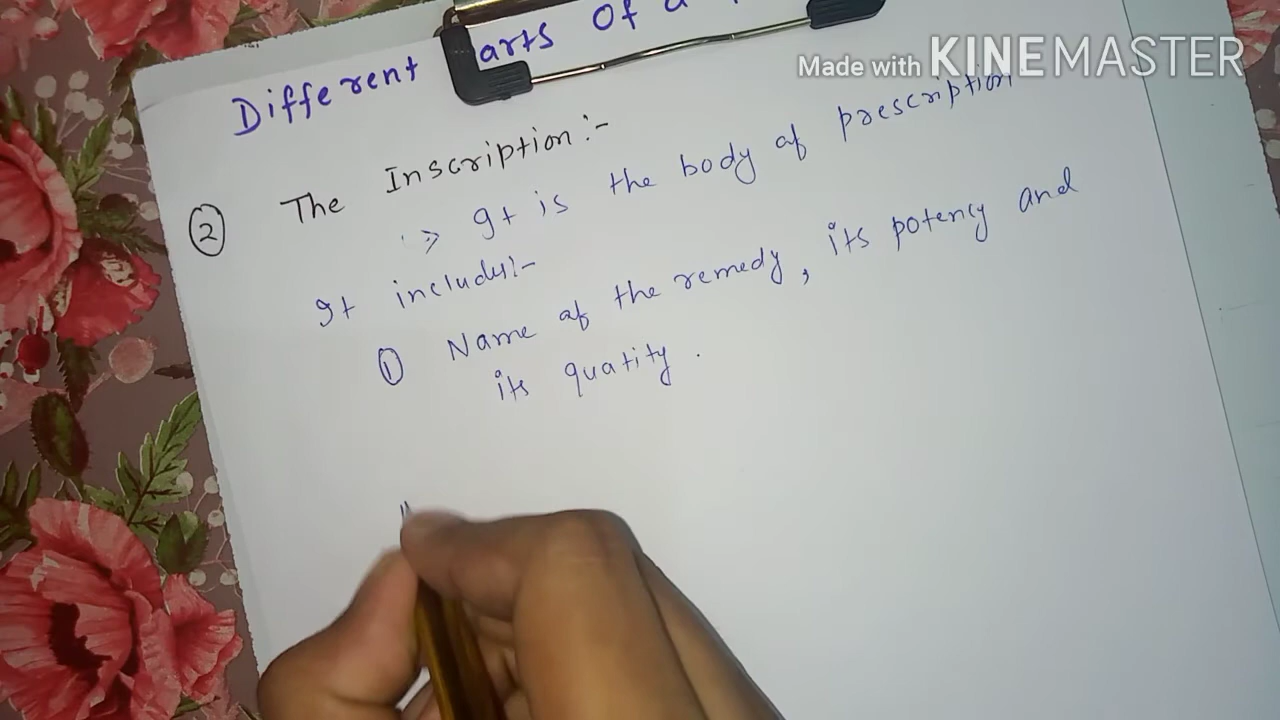 Different arts Of a
Made with KINEMASTER
② The Inscription:-
⇒ It is the body of prescription
It includes:-
① Name of the remedy, its potency and
its quatity.